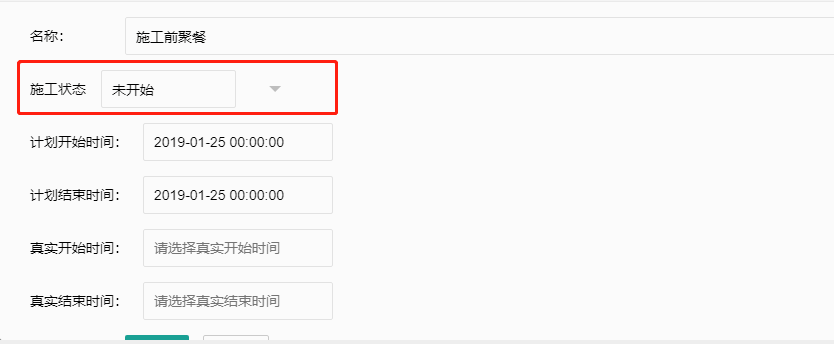 名称： 施工前聚餐
施工状态 未开始
计划开始时间： 2019-01-25 00:00:00
计划结束时间： 2019-01-25 00:00:00
真实开始时间： 请选择真实开始时间
真实结束时间： 请选择真实结束时间